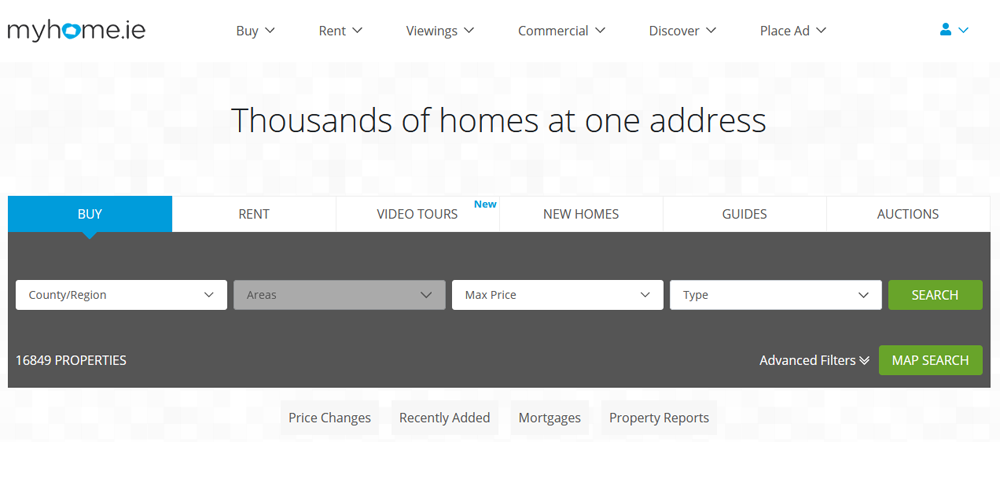 myhome.ie
Buy Rent Viewings Commercial Discover Place Ad
Thousands of homes at one address
New
BUY RENT VIDEO TOURS NEW HOMES GUIDES AUCTIONS
County/Region Areas Max Price Type SEARCH
16849 PROPERTIES Advanced Filters MAP SEARCH
Price Changes Recently Added Mortgages Property Reports